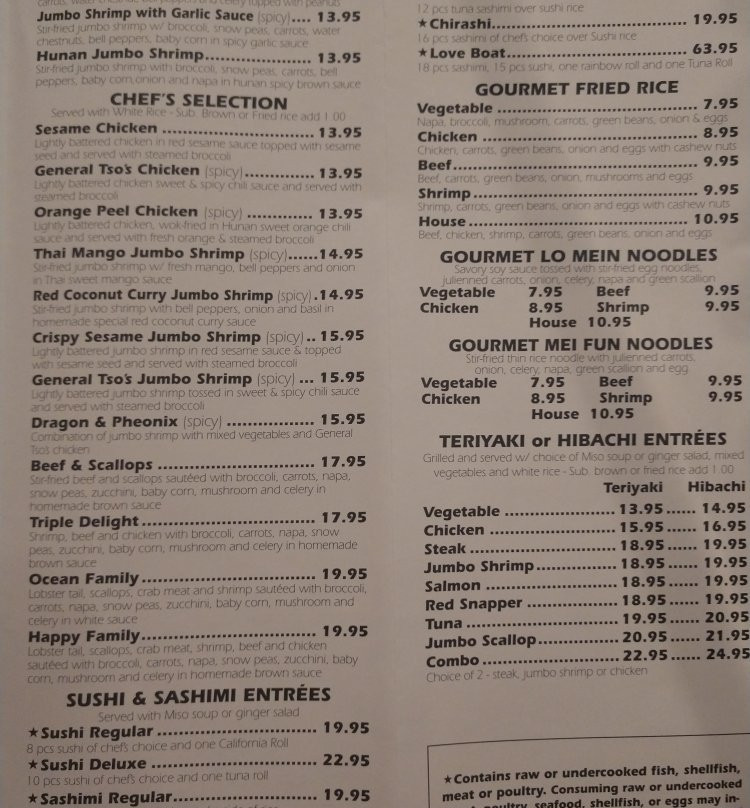 carrots, water chestnuts, bell peppers and celery topped with peanuts
Jumbo Shrimp with Garlic Sauce (spicy).... 13.95
Stir-fried jumbo shrimp w/ broccoli, snow peas, carrots, water
chestnuts, bell peppers, baby corn in spicy garlic sauce
Hunan Jumbo Shrimp.................... 13.95
Stir-fried jumbo shrimp with broccoli, snow peas, carrots, bell
peppers, baby corn,onion and napa in hunan spicy brown sauce
CHEF'S SELECTION
Served with White Rice - Sub. Brown or Fried rice add 1.00
Sesame Chicken ............................ 13.95
Lightly battered chicken in red sesame sauce topped with sesame
seed and served with steamed broccoli
General Tso's Chicken (spicy)............. 13.95
Lightly battered chicken sweet & spicy chili sauce and served with
steamed broccoli
Orange Peel Chicken (spicy) ............ 13.95
Lightly battered chicken, wok-fried in Hunan sweet orange chili
sauce and served with fresh orange & steamed broccoli
Thai Mango Jumbo Shrimp (spicy)......14.95
Stir-fried jumbo shrimp w/ fresh mango, bell peppers and onion
in Thai sweet mango sauce
Red Coconut Curry Jumbo Shrimp (spicy) .14.95
Stir-fried jumbo shrimp with bell peppers, onion and basil in
homemade special red coconut curry sauce
Crispy Sesame Jumbo Shrimp (spicy) .. 15.95
Lightly battered jumbo shrimp in red sesame sauce & topped
with sesame seed and served with steamed broccoli
General Tso's Jumbo Shrimp (spicy) ... 15.95
Lightly battered jumbo shrimp tossed in sweet & spicy chili sauce
and served with steamed broccoli
Dragon & Pheonix (spicy) ................ 15.95
Combination of jumbo shrimp with mixed vegetables and General
Tso's chicken
Beef & Scallops ............................. 17.95
Stir-fried beef and scallops sautéed with broccoli, carrots, napa,
snow peas, zucchini, baby corn, mushroom and celery in
homemade brown sauce
Triple Delight ................................ 17.95
Shrimp, beef and chicken with broccoli, carrots, napa, snow
peas, zucchini, baby corn, mushroom and celery in homemade
brown sauce
Ocean Family................................ 19.95
Lobster tail, scallops, crab meat and shrimp sautéed with broccoli,
carrots, napa, snow peas, zucchini, baby corn, mushroom and
celery in white sauce
Happy Family................................ 19.95
Lobster tail, scallops, crab meat, shrimp, beef and chicken
sautéed with broccoli, carrots, napa, snow peas, zucchini, baby
corn, mushroom and celery in homemade brown sauce
SUSHI & SASHIMI ENTRÉES
Served with Miso soup or ginger salad
★Sushi Regular ............................. 19.95
8 pcs sushi of chef's choice and one California Roll
★Sushi Deluxe .............................. 22.95
10 pcs sushi of chef's choice and one tuna roll
★Sashimi Regular.......................... 19.95
12 pcs tuna sashimi over sushi rice
★Chirashi................................... 19.95
16 pcs sashimi of chef's choice over Sushi rice
★Love Boat................................. 63.95
18 pcs sashimi, 15 pcs sushi, one rainbow roll and one Tuna Roll
GOURMET FRIED RICE
Vegetable ................................... 7.95
Napa, broccoli, mushroom, carrots, green beans, onion & eggs
Chicken ...................................... 8.95
Chicken, carrots, green beans, onion and eggs with cashew nuts
Beef........................................... 9.95
Beef, carrots, green beans, onion, mushrooms and eggs
Shrimp........................................ 9.95
Shrimp, carrots, green beans, onion and eggs with cashew nuts
House ....................................... 10.95
Beef, chicken, shrimp, carrots, green beans, onion and eggs
GOURMET LO MEIN NOODLES
Savory soy sauce tossed with stir-fried egg noodles,
julienned carrots, onion, celery, napa and green scallion
Vegetable 7.95 Beef 9.95
Chicken 8.95 Shrimp 9.95
House 10.95
GOURMET MEI FUN NOODLES
Stir-fried thin rice noodle with julienned carrots,
onion, celery, napa, green scallion and egg
Vegetable 7.95 Beef 9.95
Chicken 8.95 Shrimp 9.95
House 10.95
TERIYAKI or HIBACHI ENTRÉES
Grilled and served w/ choice of Miso soup or ginger salad, mixed
vegetables and white rice - Sub. brown or fried rice add 1.00
Teriyaki Hibachi
Vegetable ..................... 13.95 ...... 14.95
Chicken ........................ 15.95 ...... 16.95
Steak ........................... 18.95 ...... 19.95
Jumbo Shrimp................ 18.95 ...... 19.95
Salmon ......................... 18.95 ...... 19.95
Red Snapper .................. 18.95 ...... 19.95
Tuna ............................ 19.95 ...... 20.95
Jumbo Scallop................ 20.95 ...... 21.95
Combo .......................... 22.95 ...... 24.95
Choice of 2 - steak, jumbo shrimp or chicken
★Contains raw or undercooked fish, shellfish,
meat or poultry. Consuming raw or undercooked
poultry, seafood, shellfish, or eggs may in-